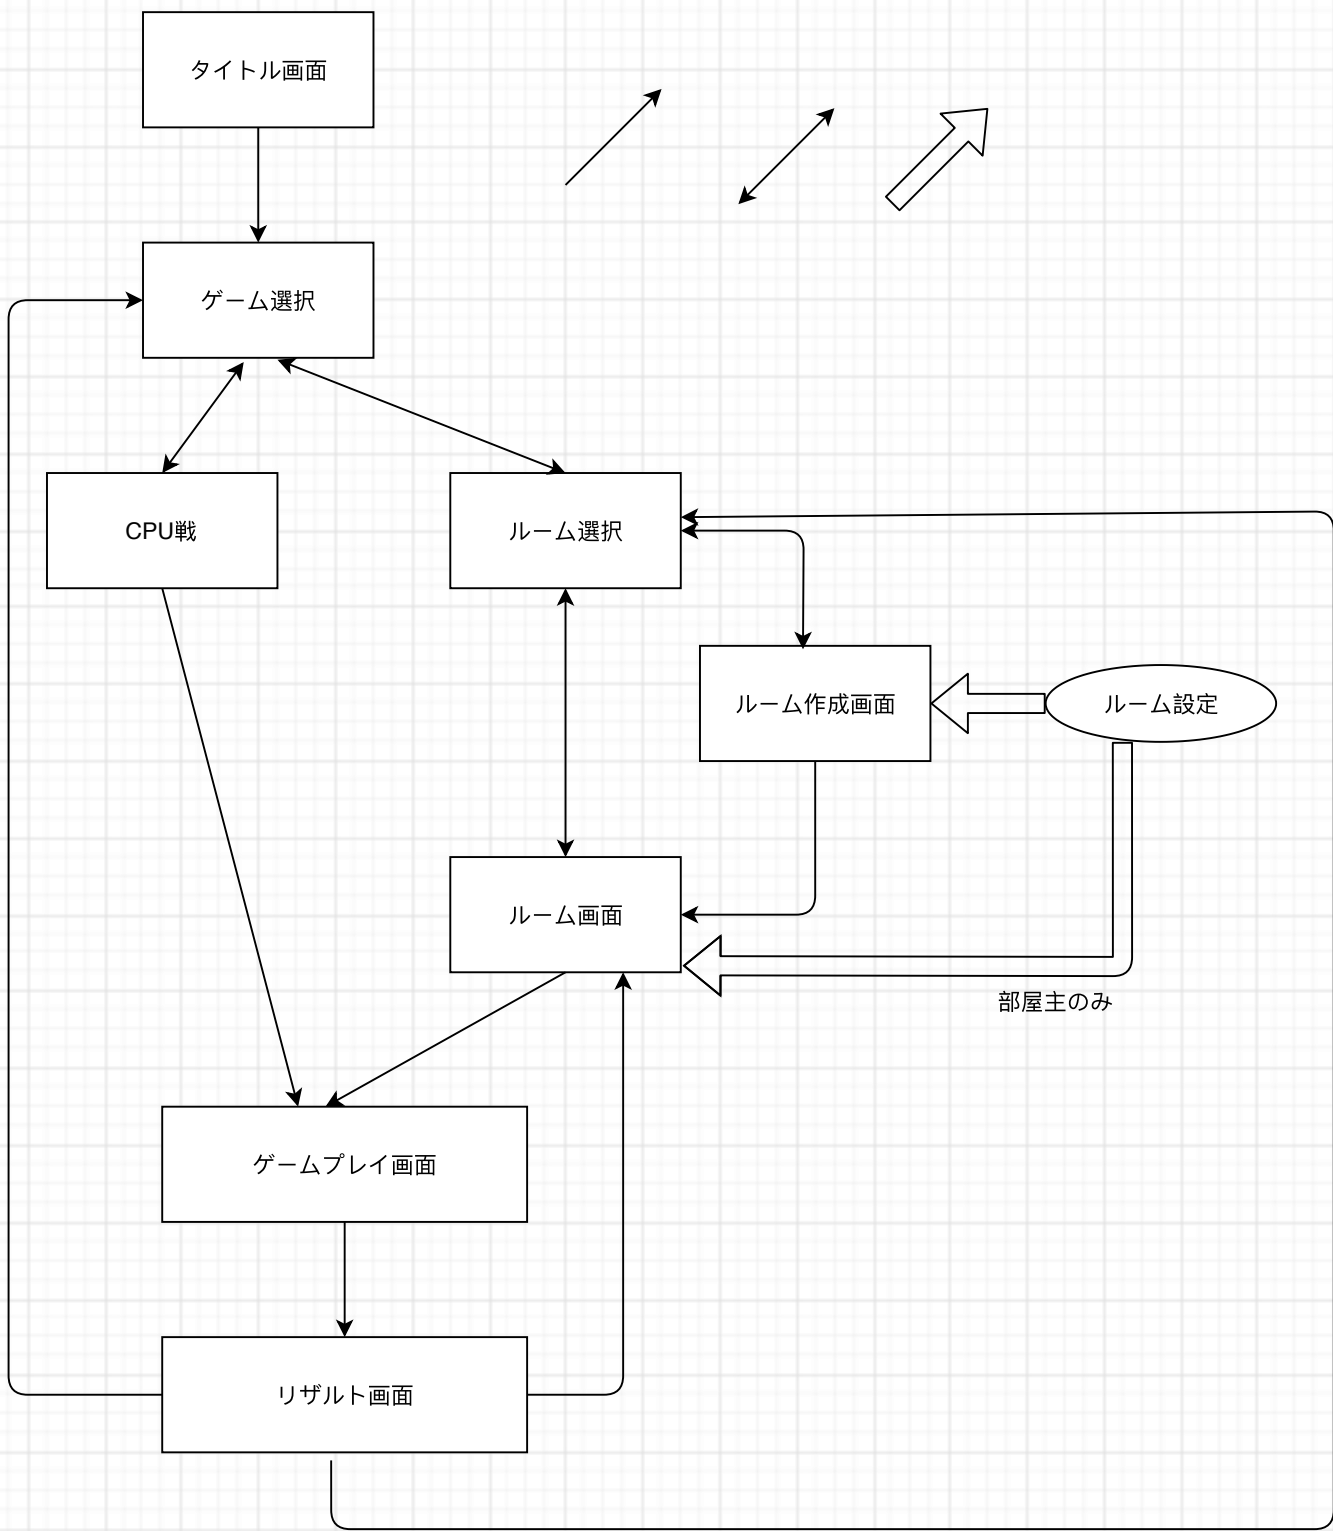 タイトル画面
ゲーム選択
CPU戦
ルーム選択
ルーム作成画面
ルーム設定
ルーム画面
部屋主のみ
ゲームプレイ画面
リザルト画面